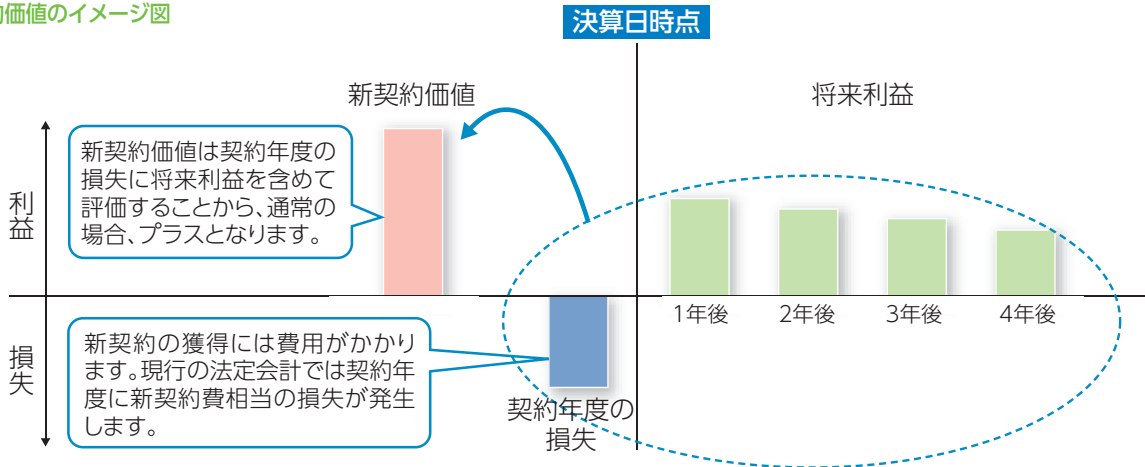 約価値のイメージ図
決算日時点
新契約価値
将来利益
新契約価値は契約年度の
損失に将来利益を含めて
評価することから、通常の
場合、プラスとなります。
利益
1年後
2年後
3年後
4年後
新契約の獲得には費用がかかり
ます。現行の法定会計では契約年
度に新契約費相当の損失が発生
します。
損失
契約年度の
損失